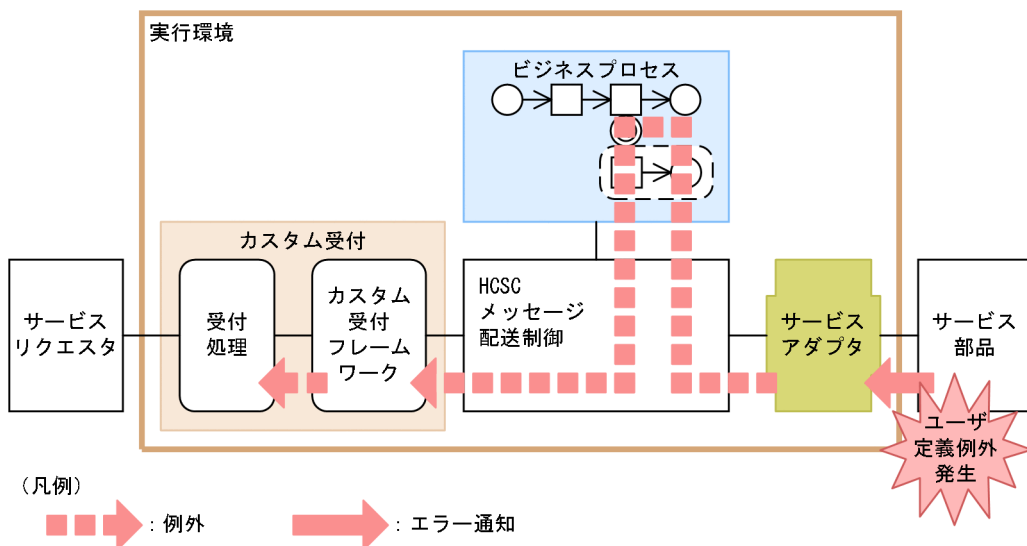 実行環境
ビジネスプロセス
カスタム受付
サービス
リクエスタ
受付
処理
カスタム
受付
フレーム
ワーク
HCSC
メッセージ
配送制御
サービス
アダプタ
サービス
部品
ユーザ
定義例外
発生
（凡例）
：例外
：エラー通知